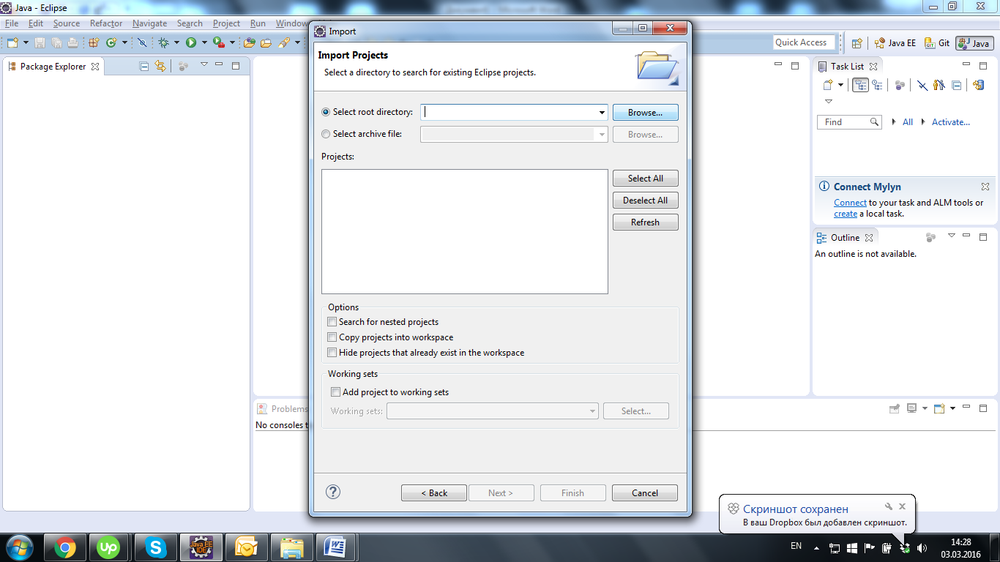 Java - Eclipse
File Edit Source Refactor Navigate Search Project Run Window
Quick Access
Java EE
Git
Java
Package Explorer
Import
Import Projects
Select a directory to search for existing Eclipse projects.
Select root directory:
Browse...
Select archive file:
Browse...
Projects:
Select All
Deselect All
Refresh
Options
Search for nested projects
Copy projects into workspace
Hide projects that already exist in the workspace
Working sets
Add project to working sets
Working sets:
Select...
< Back
Next >
Finish
Cancel
Problems
No consoles t
Task List
Find
All
Activate...
Connect Mylyn
Connect to your task and ALM tools or
create a local task.
Outline
An outline is not available.
Скриншот сохранен
В ваш Dropbox был добавлен скриншот.
up
S
Java EE
IDE
W
EN
14:28
03.03.2016